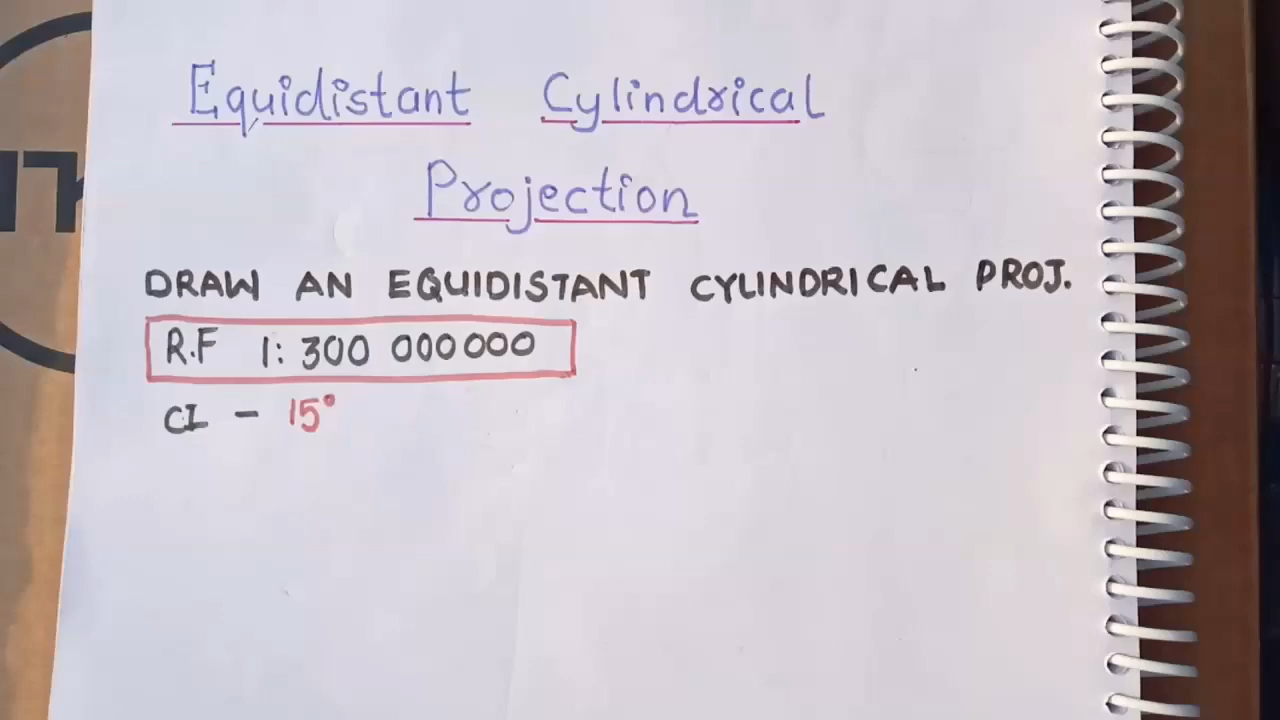 Equidistant Cylindrical
Projection
DRAW AN EQUIDISTANT CYLINDRICAL PROJ.
R.F 1: 300 000000
CI - 15°